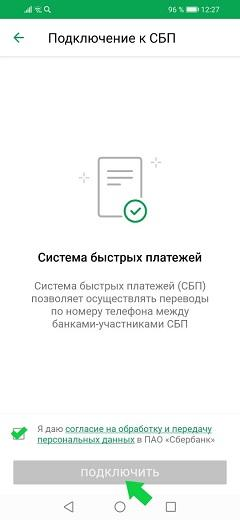 96 % 12:27
Подключение к СБП
Система быстрых платежей
Система быстрых платежей (СБП)
позволяет осуществлять переводы
по номеру телефона между
банками-участниками СБП
Я даю согласие на обработку и передачу
персональных данных в ПАО «Сбербанк»
ПОДКЛЮЧИТЬ